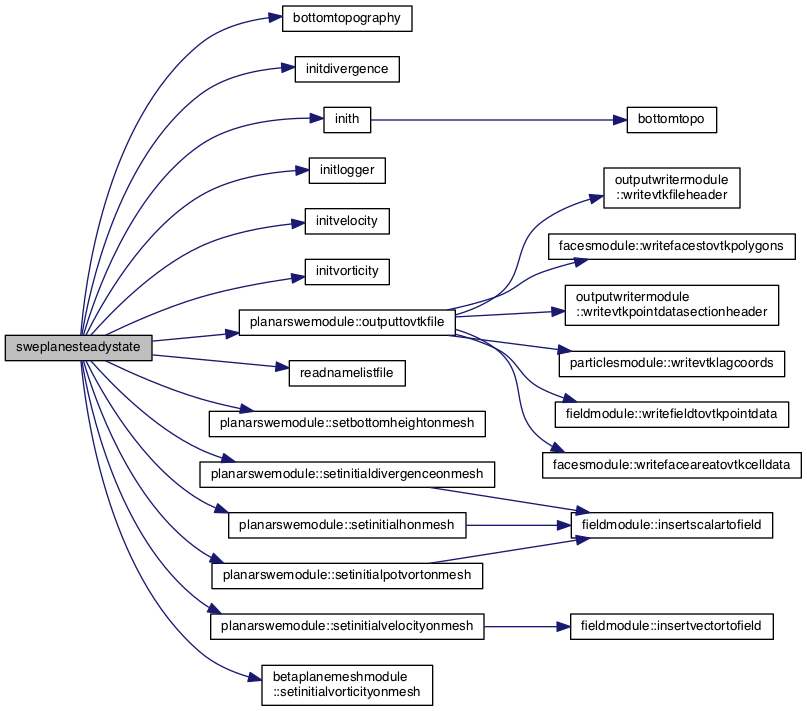 sweplanesteadystate
bottomtopography
initdivergence
inith
bottomtopo
initlogger
initvelocity
initvorticity
planarswemodule::outputtovtkfile
outputwritermodule
::writevtkfileheader
facesmodule::writefacestovtkpolygons
outputwritermodule
::writevtkpointdatasectionheader
particlesmodule::writevtklagcoords
fieldmodule::writefieldtovtkpointdata
facesmodule::writefaceareatovtkcelldata
readnamelistfile
planarswemodule::setbottomheightonmesh
planarswemodule::setinitialdivergenceonmesh
planarswemodule::setinitialhonmesh
fieldmodule::insertscalartofield
planarswemodule::setinitialpotvortonmesh
planarswemodule::setinitialvelocityonmesh
fieldmodule::insertvectortofield
betaplanemeshmodule
::setinitialvorticityonmesh